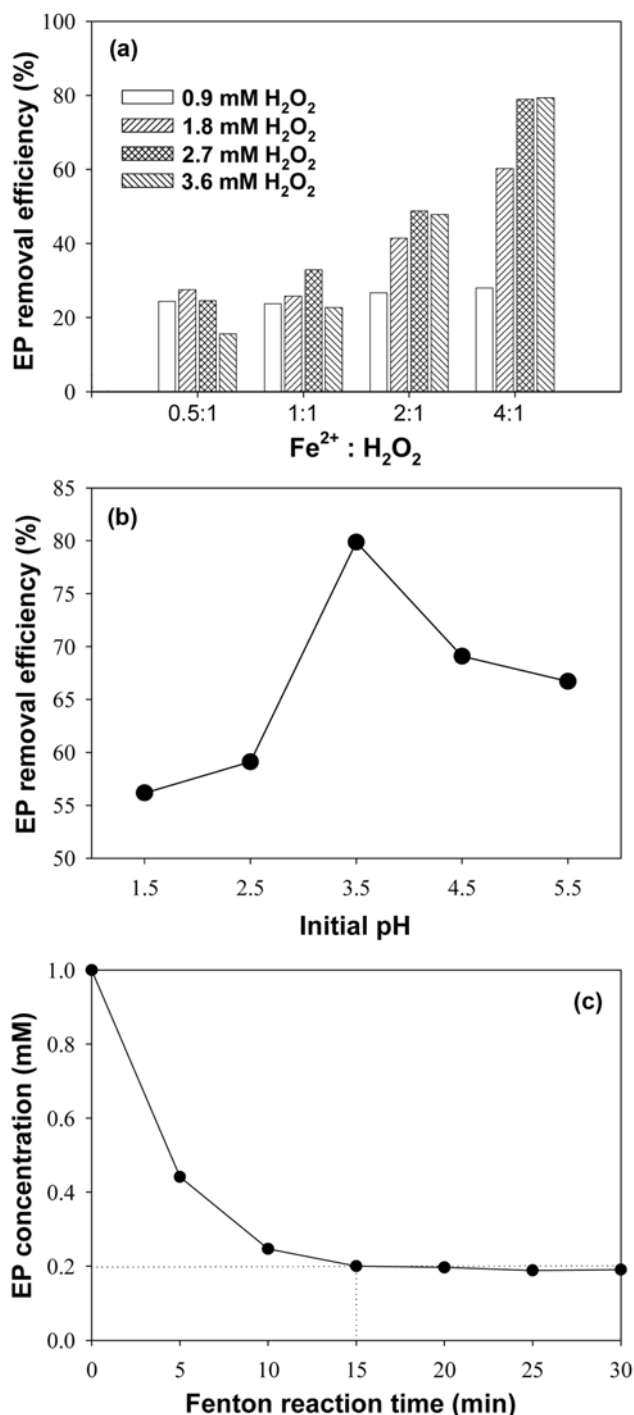 (a)
0.9 mM H₂O₂
1.8 mM H₂O₂
2.7 mM H₂O₂
3.6 mM H₂O₂
EP removal efficiency (%)
100
80
60
40
20
0
0.5:1 1:1 2:1 4:1
Fe²⁺ : H₂O₂
(b)
EP removal efficiency (%)
85
80
75
70
65
60
55
50
1.5 2.5 3.5 4.5 5.5
Initial pH
(c)
EP concentration (mM)
1.0
0.8
0.6
0.4
0.2
0.0
0 5 10 15 20 25 30
Fenton reaction time (min)